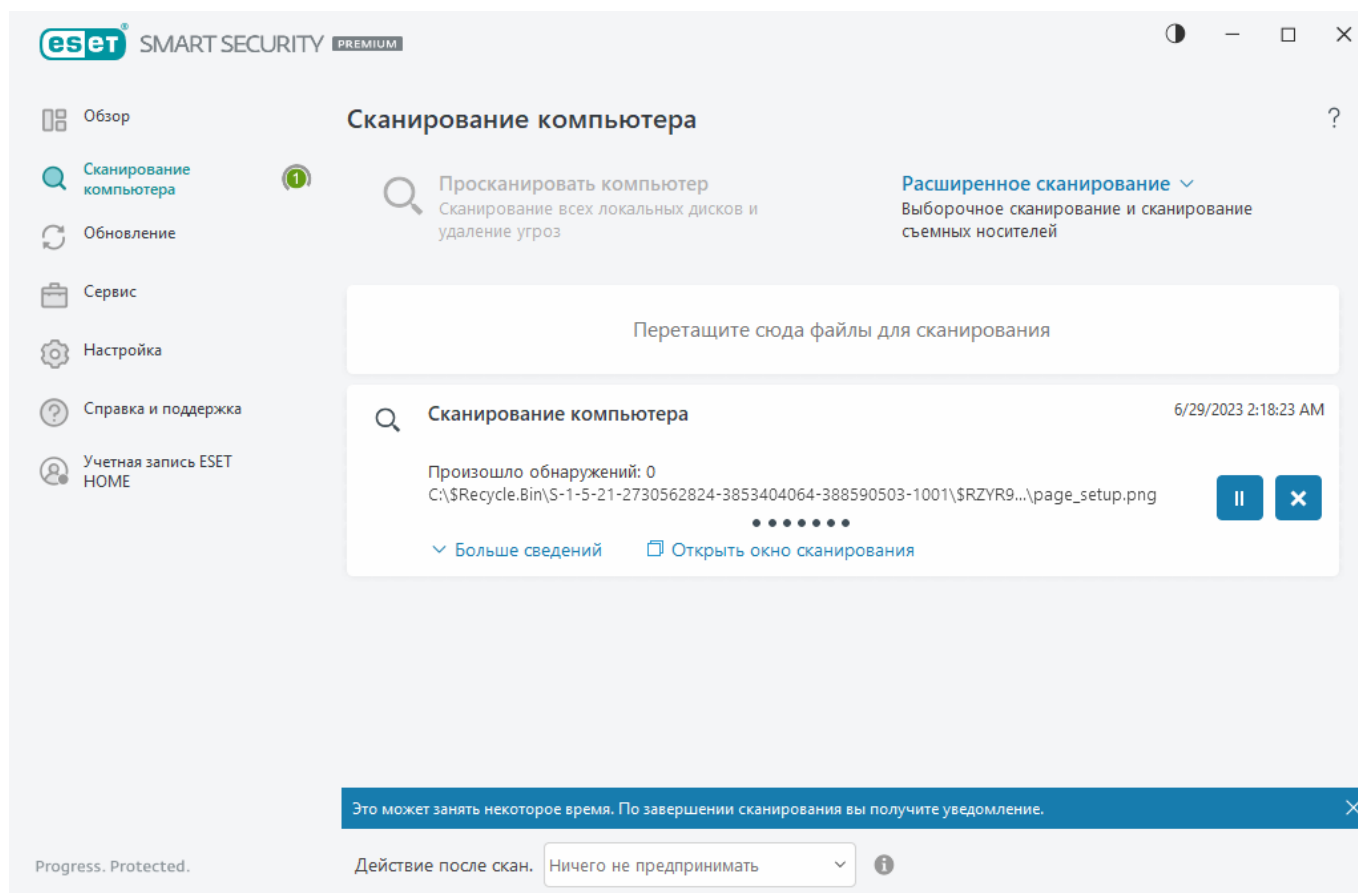 eset SMART SECURITY PREMIUM
Обзор
Сканирование
компьютера
1
Обновление
Сервис
Настройка
Справка и поддержка
Учетная запись ESET
HOME
Progress. Protected.
Сканирование компьютера
?
Просканировать компьютер
Сканирование всех локальных дисков и
удаление угроз
Расширенное сканирование
Выборочное сканирование и сканирование
съемных носителей
Перетащите сюда файлы для сканирования
Сканирование компьютера
6/29/2023 2:18:23 AM
Произошло обнаружений: 0
C:\$Recycle.Bin\S-1-5-21-2730562824-3853404064-388590503-1001\$RZYR9...\page_setup.png
Больше сведений
Открыть окно сканирования
Это может занять некоторое время. По завершении сканирования вы получите уведомление.
Действие после скан. Ничего не предпринимать